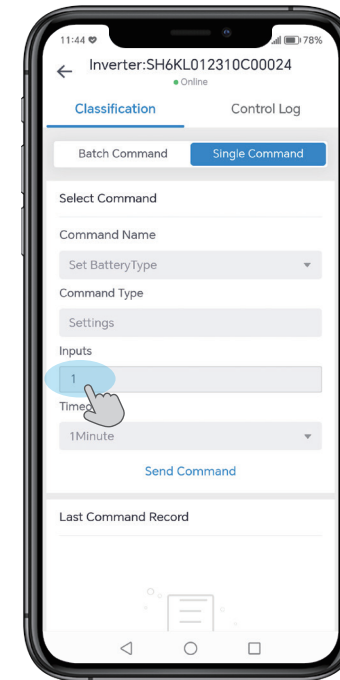 11:44
78%
Inverter:SH6KL012310C00024
Online
Classification
Control Log
Batch Command
Single Command
Select Command
Command Name
Set BatteryType
Command Type
Settings
Inputs
1
1Minute
Send Command
Last Command Record